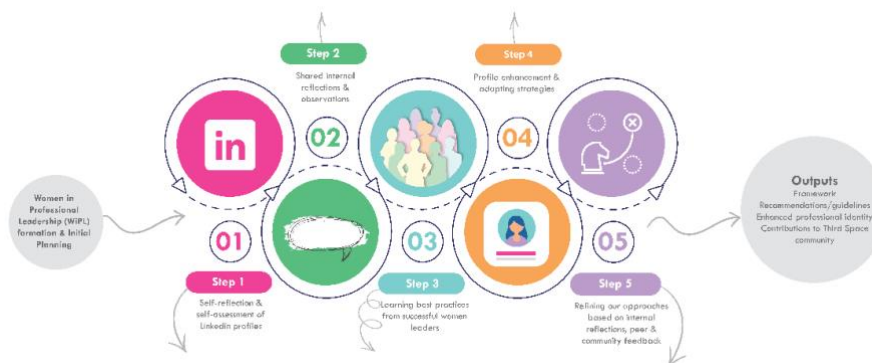 Women in
Professional
Leadership (WiPL)
formation & Initial
Planning
in
01
Step 1
Self-reflection &
self-assessment of
LinkedIn profiles
Step 2
Shared internal
reflections &
observations
02
03
Step 3
Learning best practices
from successful women
leaders
Step 4
Profile enhancement &
adapting strategies
04
05
Step 5
Refining our approaches
based on internal
reflections, peer &
community feedback
Outputs
Framework
Recommendations/guidelines
Enhanced professional Identity
Contributions to Third Space
community